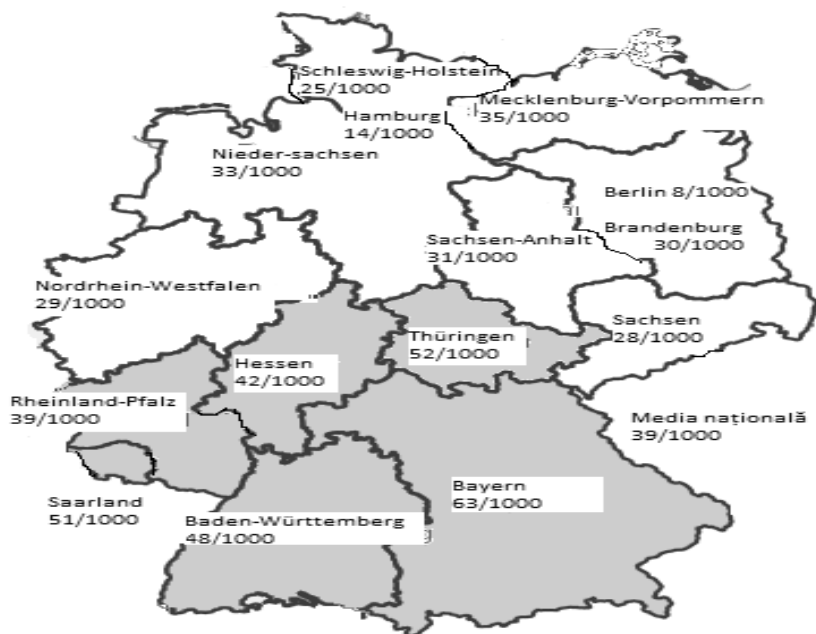 Schleswig-Holstein
25/1000
Mecklenburg-Vorpommern
35/1000
Hamburg
14/1000
Nieder-sachsen
33/1000
Berlin 8/1000
Brandenburg
30/1000
Sachsen-Anhalt
31/1000
Nordrhein-Westfalen
29/1000
Sachsen
28/1000
Thüringen
52/1000
Hessen
42/1000
Rheinland-Pfalz
39/1000
Media națională
39/1000
Saarland
51/1000
Bayern
63/1000
Baden-Württemberg
48/1000